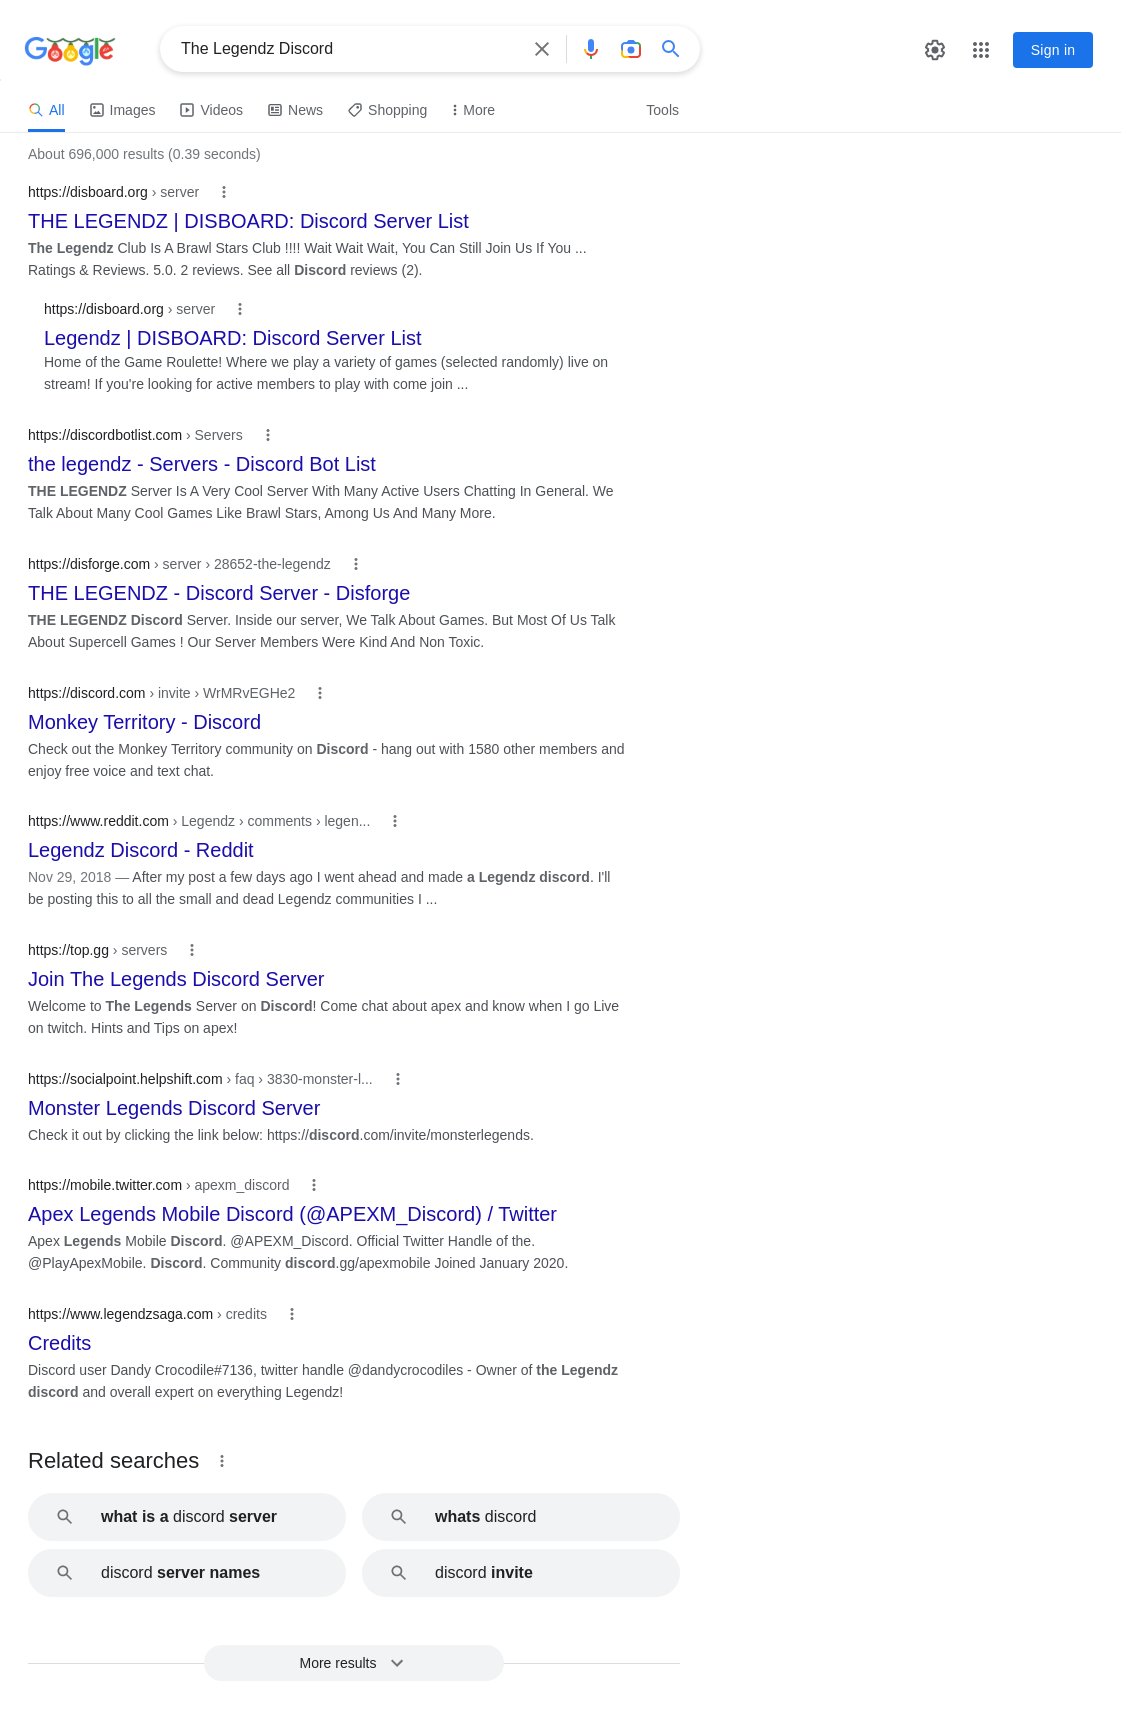 Google
The Legendz Discord
Sign in
All
Images
Videos
News
Shopping
More
Tools
About 696,000 results (0.39 seconds)
https://disboard.org › server
THE LEGENDZ | DISBOARD: Discord Server List
The Legendz Club Is A Brawl Stars Club !!!! Wait Wait Wait, You Can Still Join Us If You ...
Ratings & Reviews. 5.0. 2 reviews. See all Discord reviews (2).
https://disboard.org › server
Legendz | DISBOARD: Discord Server List
Home of the Game Roulette! Where we play a variety of games (selected randomly) live on
stream! If you're looking for active members to play with come join ...
https://discordbotlist.com › Servers
the legendz - Servers - Discord Bot List
THE LEGENDZ Server Is A Very Cool Server With Many Active Users Chatting In General. We
Talk About Many Cool Games Like Brawl Stars, Among Us And Many More.
https://disforge.com › server › 28652-the-legendz
THE LEGENDZ - Discord Server - Disforge
THE LEGENDZ Discord Server. Inside our server, We Talk About Games. But Most Of Us Talk
About Supercell Games ! Our Server Members Were Kind And Non Toxic.
https://discord.com › invite › WrMRvEGHe2
Monkey Territory - Discord
Check out the Monkey Territory community on Discord - hang out with 1580 other members and
enjoy free voice and text chat.
https://www.reddit.com › Legendz › comments › legen...
Legendz Discord - Reddit
Nov 29, 2018 — After my post a few days ago I went ahead and made a Legendz discord. I'll
be posting this to all the small and dead Legendz communities I ...
https://top.gg › servers
Join The Legends Discord Server
Welcome to The Legends Server on Discord! Come chat about apex and know when I go Live
on twitch. Hints and Tips on apex!
https://socialpoint.helpshift.com › faq › 3830-monster-l...
Monster Legends Discord Server
Check it out by clicking the link below: https://discord.com/invite/monsterlegends.
https://mobile.twitter.com › apexm_discord
Apex Legends Mobile Discord (@APEXM_Discord) / Twitter
Apex Legends Mobile Discord. @APEXM_Discord. Official Twitter Handle of the.
@PlayApexMobile. Discord. Community discord.gg/apexmobile Joined January 2020.
https://www.legendzsaga.com › credits
Credits
Discord user Dandy Crocodile#7136, twitter handle @dandycrocodiles - Owner of the Legendz
discord and overall expert on everything Legendz!
Related searches
what is a discord server
whats discord
discord server names
discord invite
More results